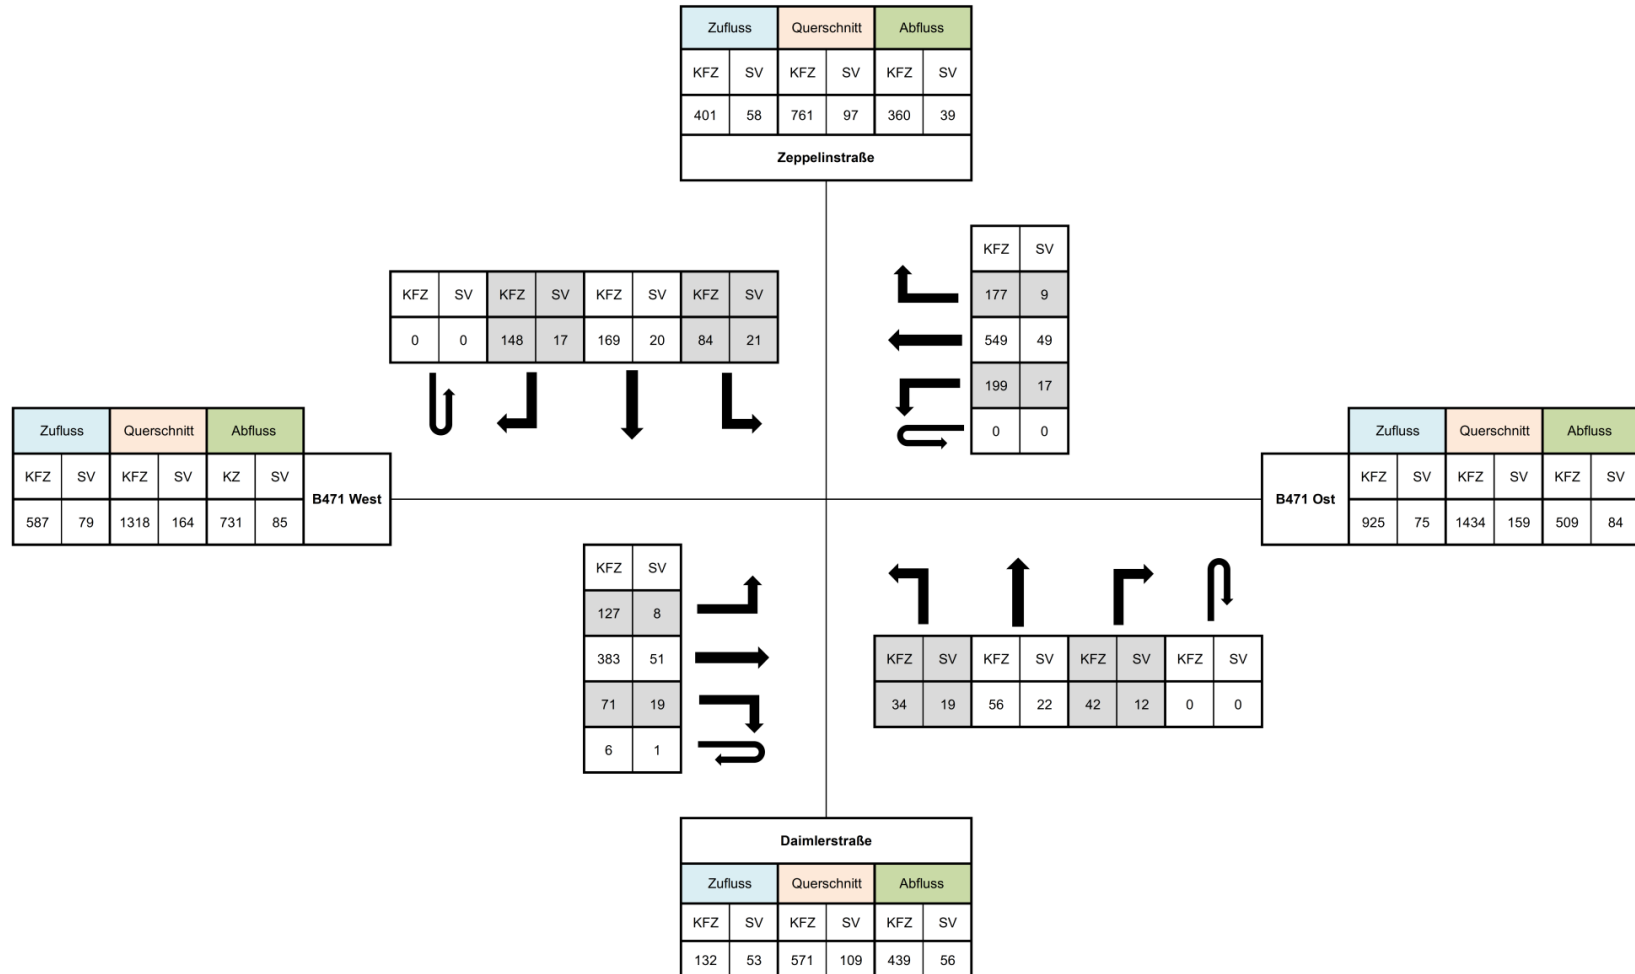 Zufluss Querschnitt Abfluss
KFZ SV KFZ SV KFZ SV
401 58 761 97 360 39
Zeppelinstraße
KFZ SV
177 9
549 49
199 17
0 0
KFZ SV KFZ SV KFZ SV KFZ SV
0 0 148 17 169 20 84 21
Zufluss Querschnitt Abfluss
KFZ SV KFZ SV KZ SV
587 79 1318 164 731 85
B471 West
B471 Ost
Zufluss Querschnitt Abfluss
KFZ SV KFZ SV KFZ SV
925 75 1434 159 509 84
KFZ SV
127 8
383 51
71 19
6 1
KFZ SV KFZ SV KFZ SV KFZ SV
34 19 56 22 42 12 0 0
Daimlerstraße
Zufluss Querschnitt Abfluss
KFZ SV KFZ SV KFZ SV
132 53 571 109 439 56